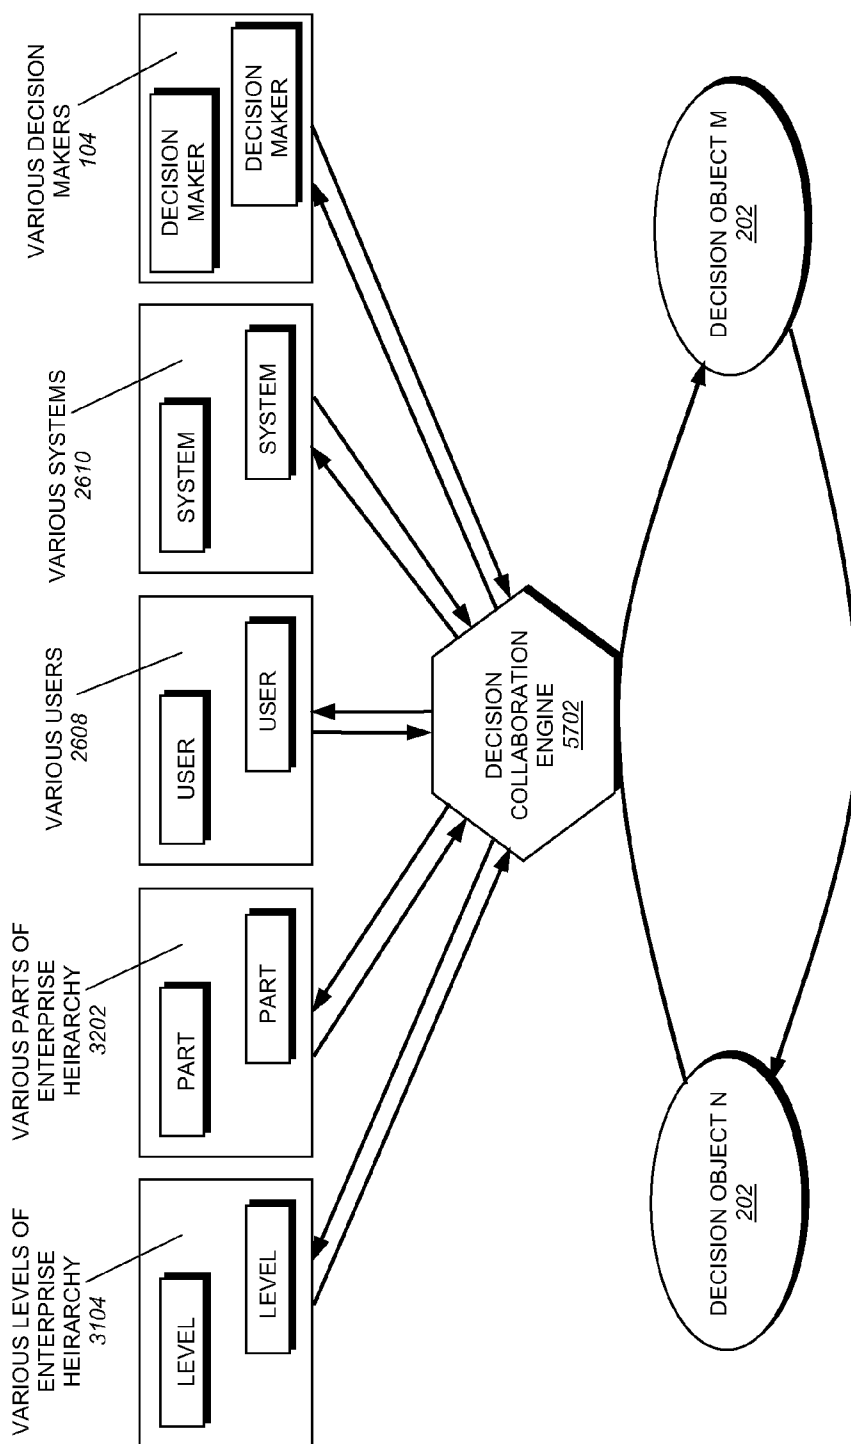 VARIOUS LEVELS OF
ENTERPRISE
HEIRARCHY
3104
LEVEL
LEVEL
VARIOUS PARTS OF
ENTERPRISE
HEIRARCHY
3202
PART
PART
VARIOUS USERS
2608
USER
USER
VARIOUS SYSTEMS
2610
SYSTEM
SYSTEM
VARIOUS DECISION
MAKERS
104
DECISION
MAKER
DECISION
MAKER
DECISION
COLLABORATION
ENGINE
5702
DECISION OBJECT N
202
DECISION OBJECT M
202